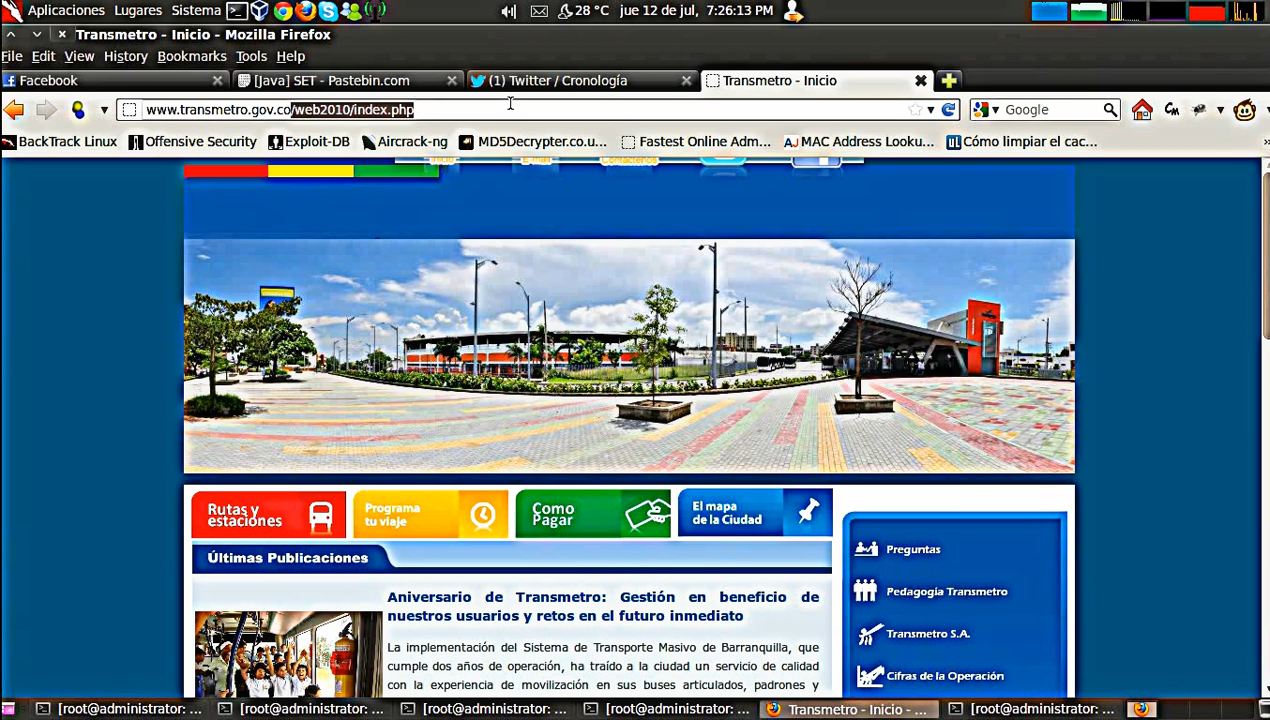 Aplicaciones Lugares Sistema 28 °C jue 12 de jul, 7:26:13 PM
Transmetro - Inicio - Mozilla Firefox
File Edit View History Bookmarks Tools Help
Facebook [Java] SET - Pastebin.com (1) Twitter / Cronología Transmetro - Inicio
www.transmetro.gov.co/web2010/index.php Google
BackTrack Linux Offensive Security Exploit-DB Aircrack-ng MD5Decrypter.co.u... Fastest Online Adm... MAC Address Looku... Cómo limpiar el cac...
Inicio E-mail Contáctenos
Rutas y
estaciones
Programa
tu viaje
Como
Pagar
El mapa
de la Ciudad
Últimas Publicaciones
Aniversario de Transmetro: Gestión en beneficio de
nuestros usuarios y retos en el futuro inmediato
La implementación del Sistema de Transporte Masivo de Barranquilla, que
cumple dos años de operación, ha traído a la ciudad un servicio de calidad
con la experiencia de movilización en sus buses articulados, padrones y
Preguntas
Pedagogía Transmetro
Transmetro S.A.
Cifras de la Operación
[root@administrator: ... [root@administrator: ... [root@administrator: ... [root@administrator: ... Transmetro - Inicio - ... [root@administrator: ...